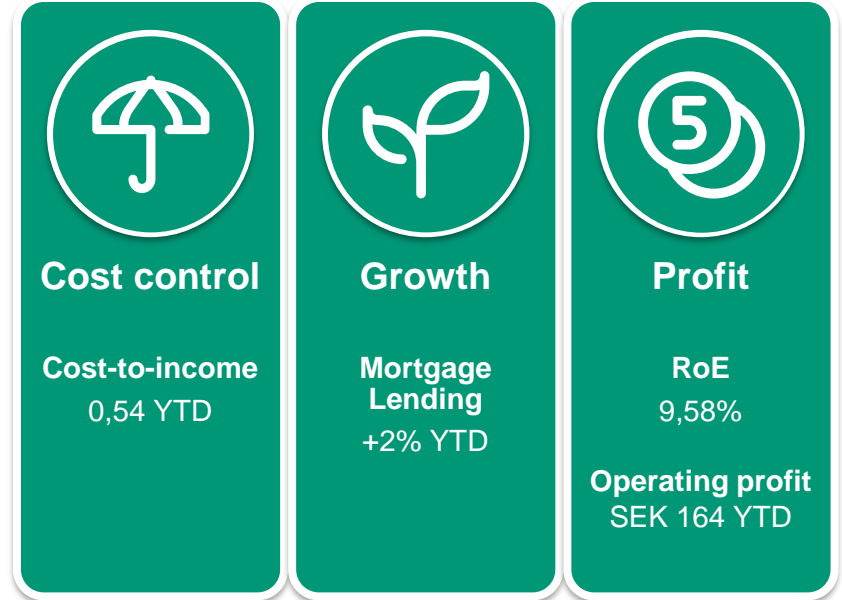 5
Cost control
Cost-to-income
0,54 YTD
Growth
Mortgage
Lending
+2% YTD
Profit
RoE
9,58%
Operating profit
SEK 164 YTD